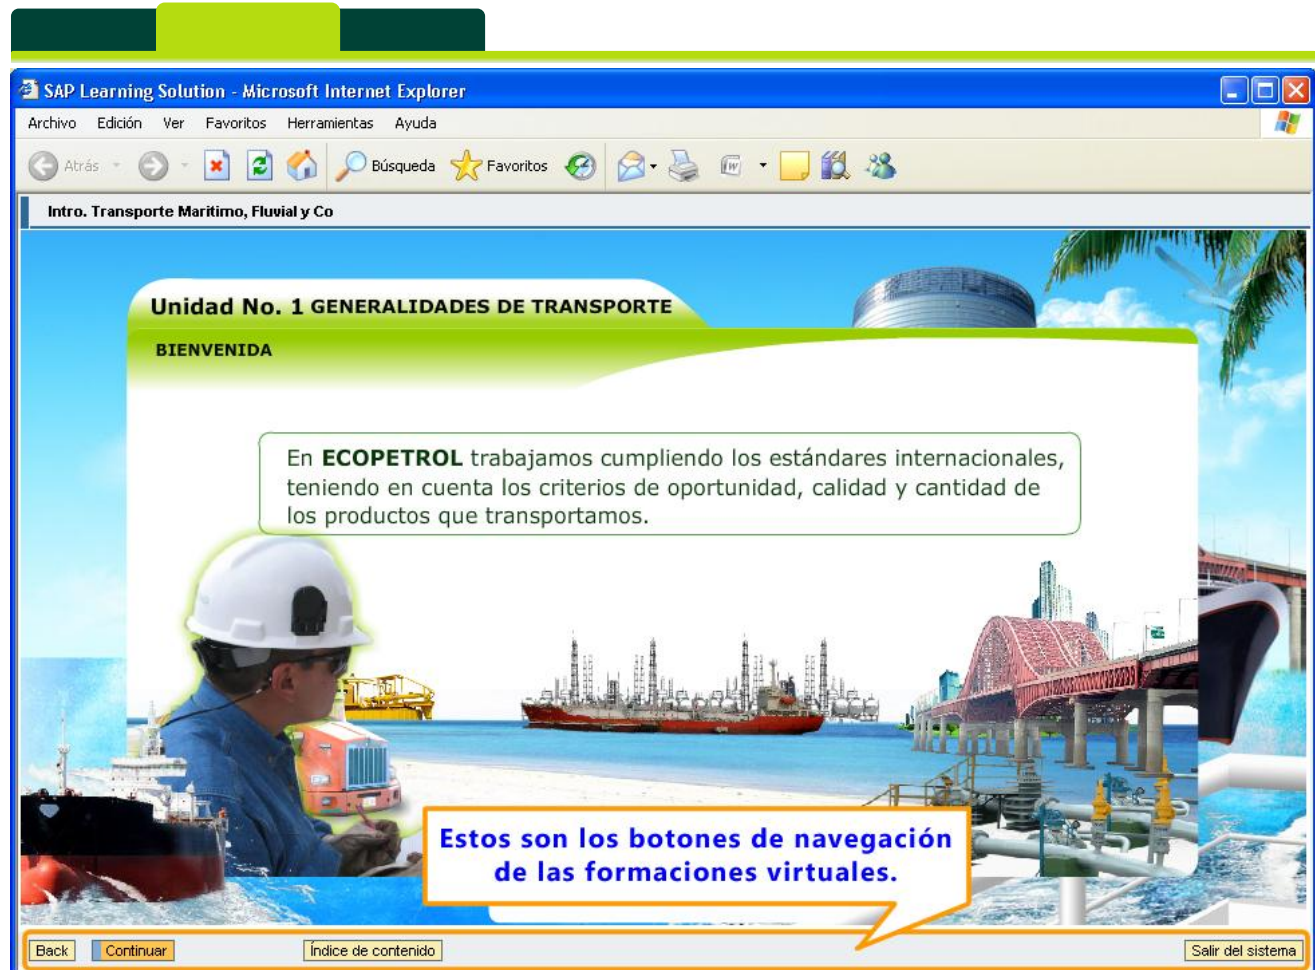 SAP Learning Solution - Microsoft Internet Explorer
Archivo Edición Ver Favoritos Herramientas Ayuda
Atrás Búsqueda Favoritos
Intro. Transporte Maritimo, Fluvial y Co
Unidad No. 1 GENERALIDADES DE TRANSPORTE
BIENVENIDA
En ECOPETROL trabajamos cumpliendo los estándares internacionales,
teniendo en cuenta los criterios de oportunidad, calidad y cantidad de
los productos que transportamos.
Estos son los botones de navegación
de las formaciones virtuales.
Back Continuar Índice de contenido Salir del sistema